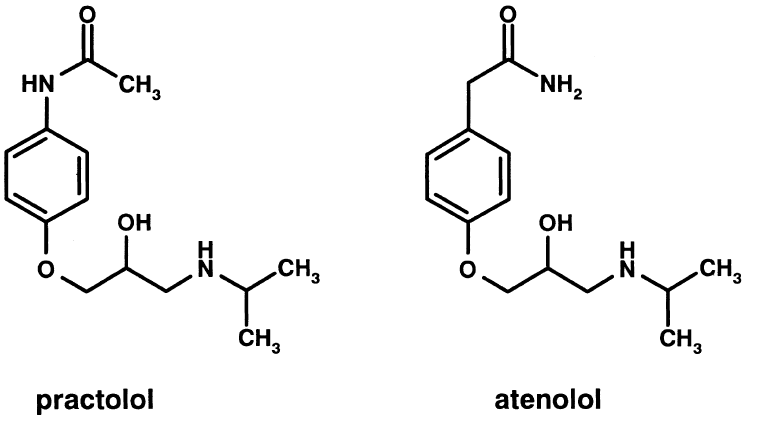 O O
HN CH₃ NH₂
OH OH
O H N CH₃ O H N CH₃
CH₃ CH₃
practolol atenolol